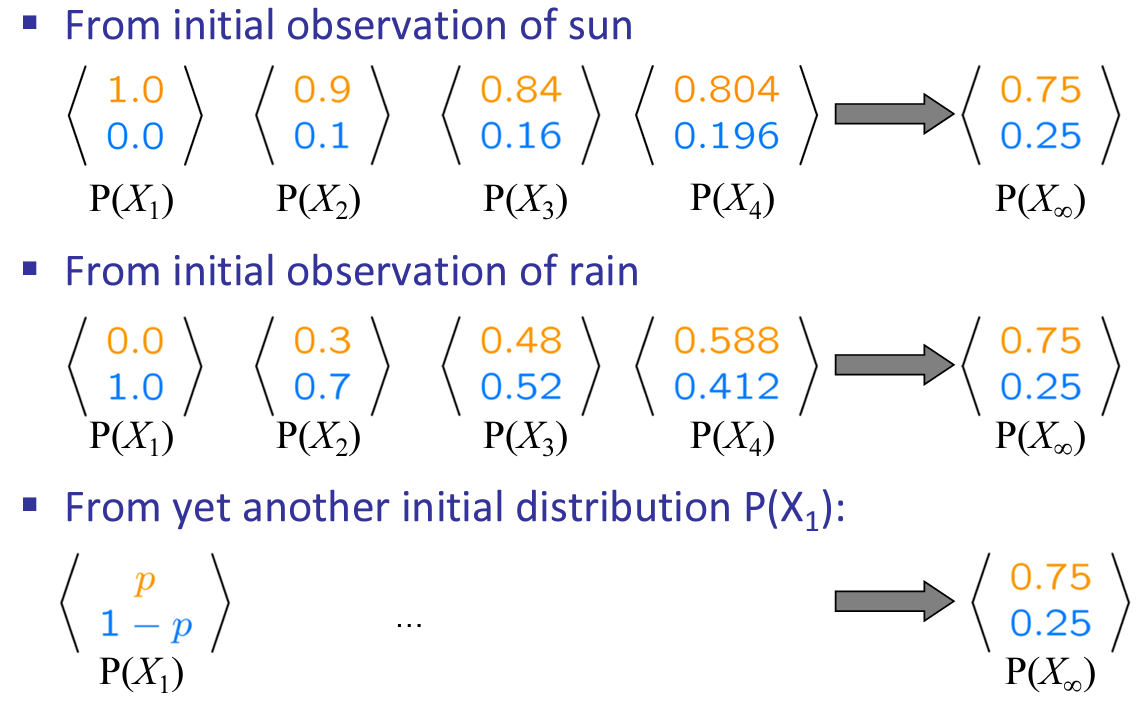 ▪ From initial observation of sun
⟨ 1.0 ⟩ ⟨ 0.9 ⟩ ⟨ 0.84 ⟩ ⟨ 0.804 ⟩ ⟨ 0.75 ⟩
0.0 0.1 0.16 0.196 0.25
P(X₁) P(X₂) P(X₃) P(X₄) P(X∞)
▪ From initial observation of rain
⟨ 0.0 ⟩ ⟨ 0.3 ⟩ ⟨ 0.48 ⟩ ⟨ 0.588 ⟩ ⟨ 0.75 ⟩
1.0 0.7 0.52 0.412 0.25
P(X₁) P(X₂) P(X₃) P(X₄) P(X∞)
▪ From yet another initial distribution P(X₁):
⟨ p ⟩ ⟨ 0.75 ⟩
1 − p ... 0.25
P(X₁) P(X∞)